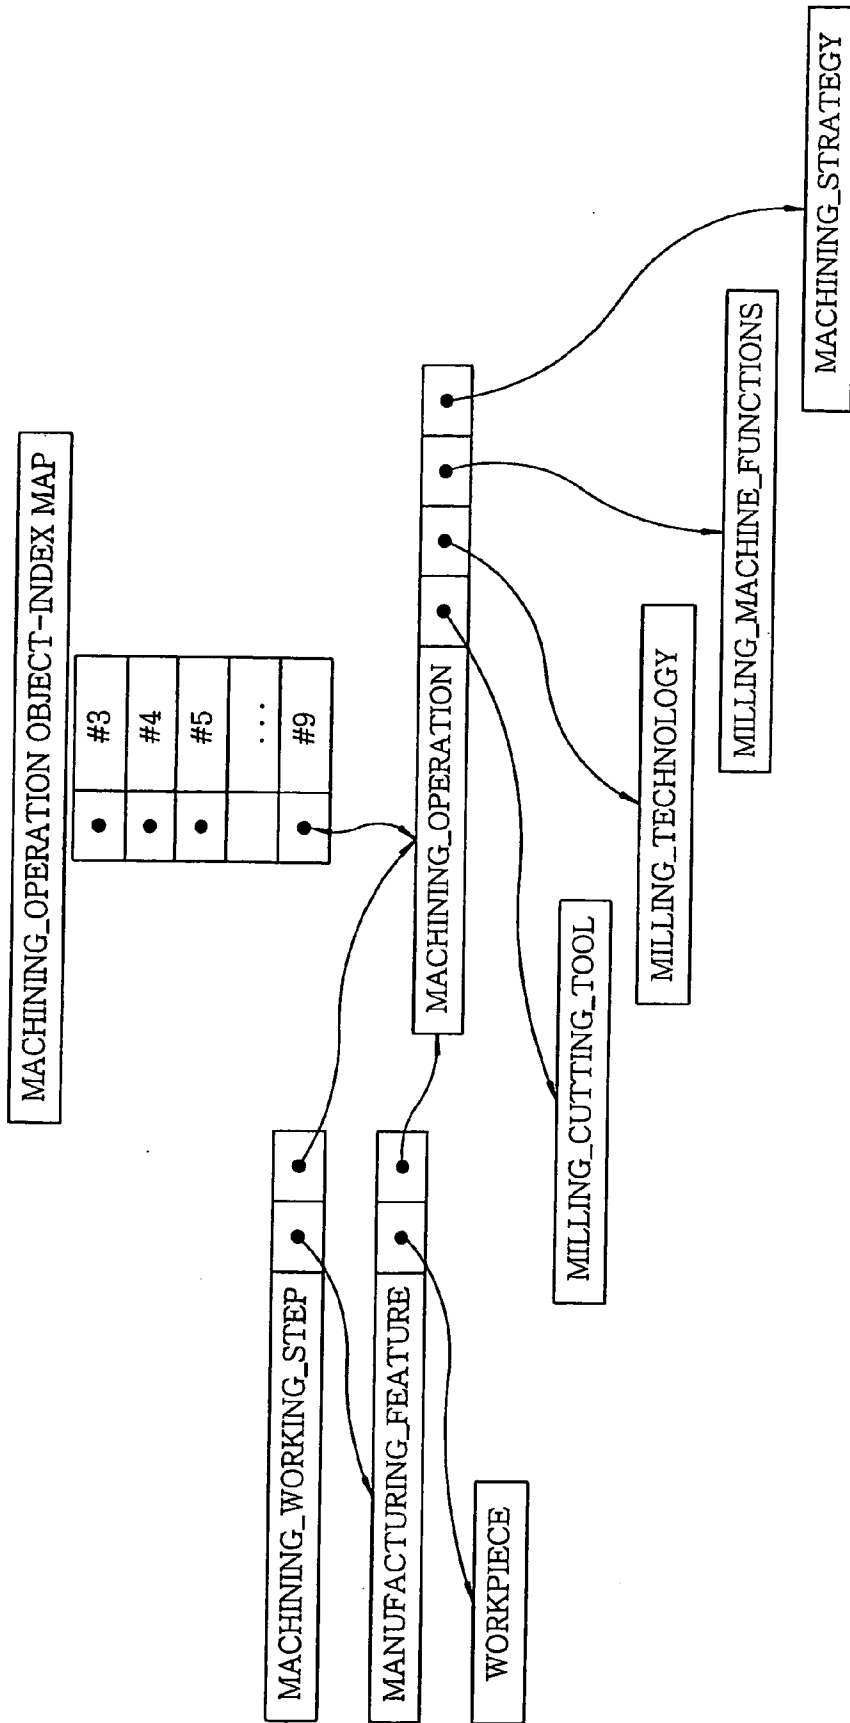 MACHINING_OPERATION OBJECT-INDEX MAP
#3
#4
#5
...
#9
MACHINING_WORKING_STEP
MANUFACTURING_FEATURE
WORKPIECE
MACHINING_OPERATION
MILLING_CUTTING_TOOL
MILLING_TECHNOLOGY
MILLING_MACHINE_FUNCTIONS
MACHINING_STRATEGY